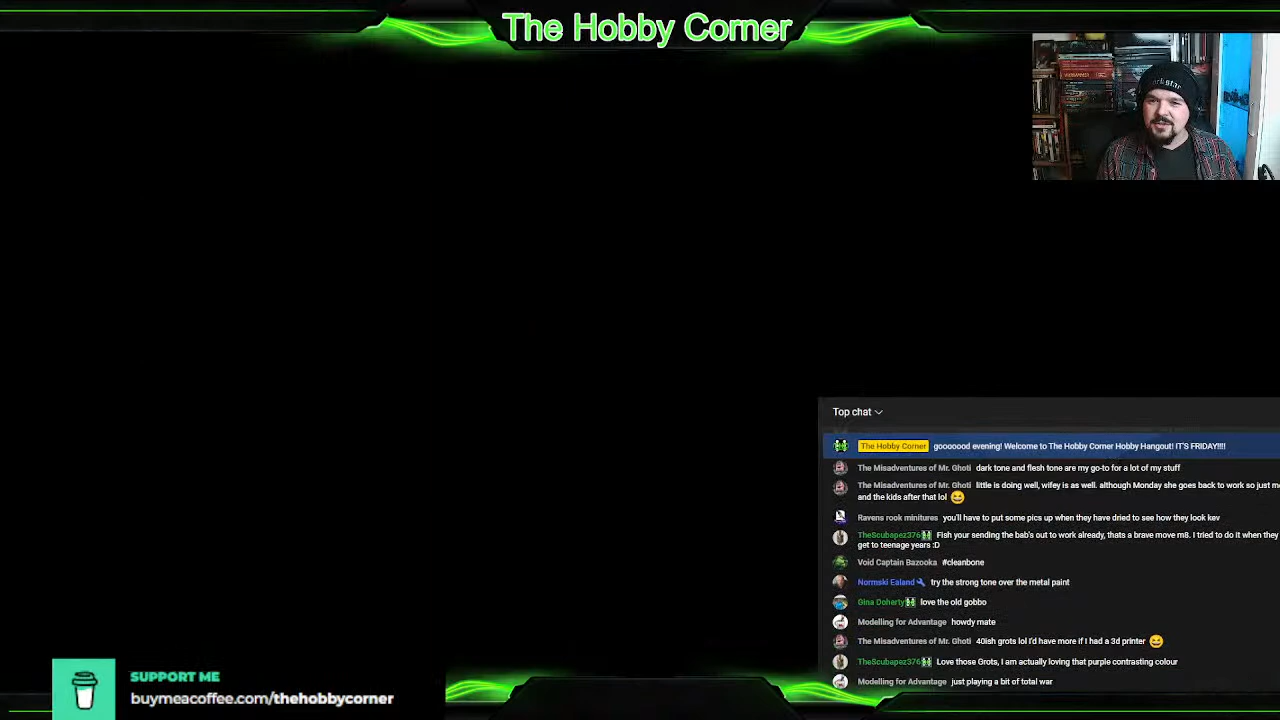 The Hobby Corner
Top chat
The Hobby Corner gooooood evening! Welcome to The Hobby Corner Hobby Hangout! IT'S FRIDAY!!!!
The Misadventures of Mr. Ghoti dark tone and flesh tone are my go-to for a lot of my stuff
The Misadventures of Mr. Ghoti little is doing well, wifey is as well. although Monday she goes back to work so just
and the kids after that lol 😆
Ravens rook minitures you'll have to put some pics up when they have dried to see how they look kev
TheScubapez376 Fish your sending the bab's out to work already, thats a brave move m8. I tried to do it when they
get to teenage years :D
Void Captain Bazooka #cleanbone
Normski Ealand try the strong tone over the metal paint
Gina Doherty love the old gobbo
Modelling for Advantage howdy mate
The Misadventures of Mr. Ghoti 40ish grots lol I'd have more if I had a 3d printer 😆
TheScubapez376 Love those Grots, I am actually loving that purple contrasting colour
Modelling for Advantage just playing a bit of total war
SUPPORT ME
buymeacoffee.com/thehobbycorner